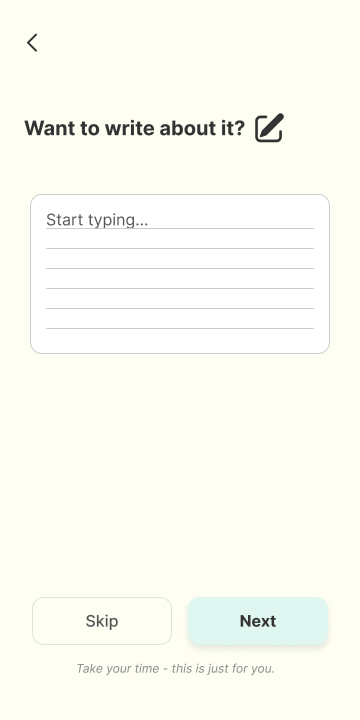 Want to write about it?
Start typing...
Skip
Next
Take your time - this is just for you.